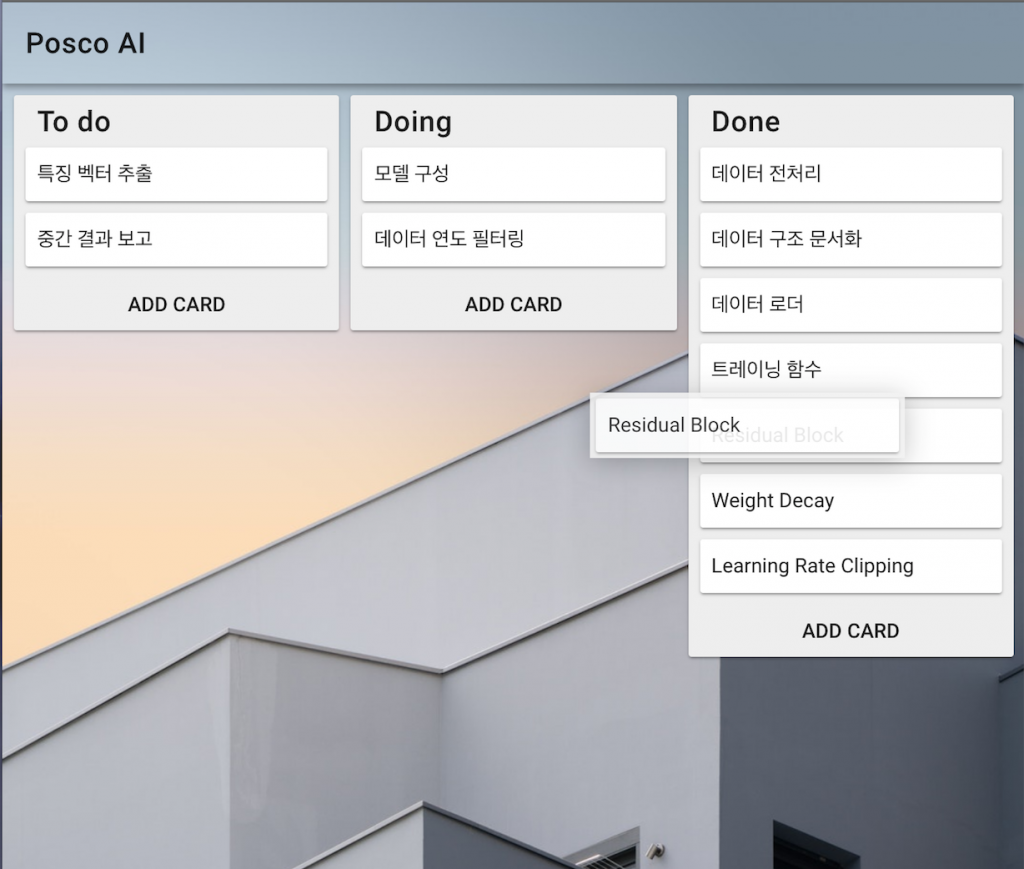 Posco AI
To do
특징 벡터 추출
중간 결과 보고
ADD CARD
Doing
모델 구성
데이터 연도 필터링
ADD CARD
Done
데이터 전처리
데이터 구조 문서화
데이터 로더
트레이닝 함수
Residual Block
Residual Block
Weight Decay
Learning Rate Clipping
ADD CARD